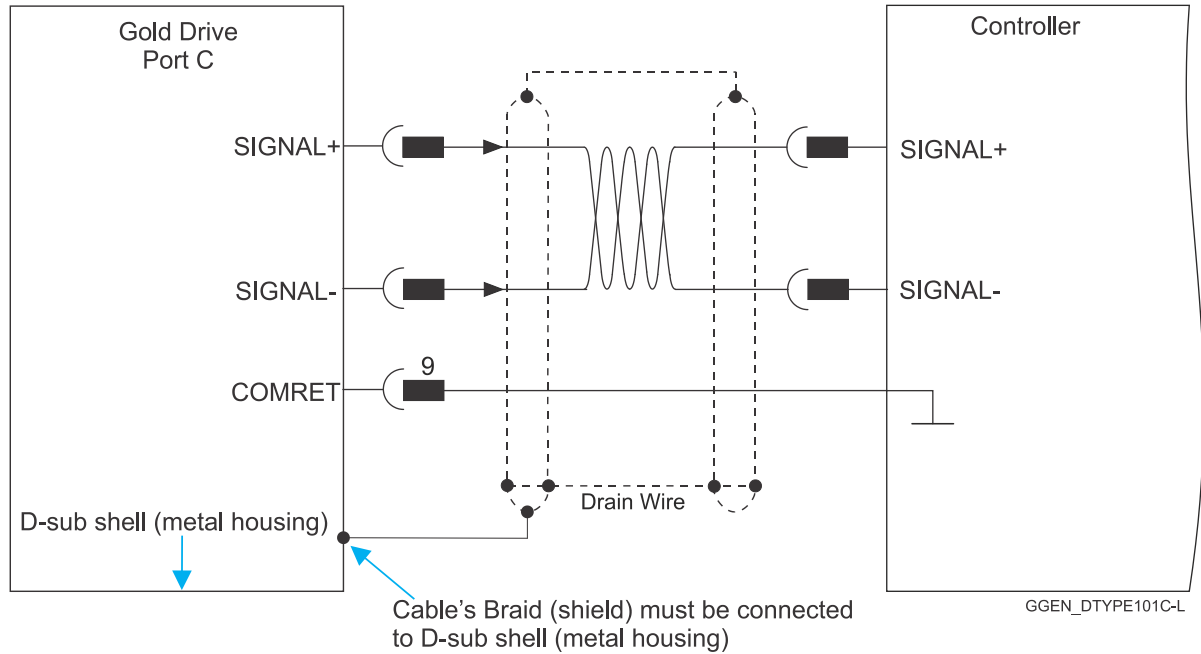 Gold Drive
Port C
Controller
SIGNAL+
SIGNAL+
SIGNAL-
SIGNAL-
9
COMRET
Drain Wire
D-sub shell (metal housing)
Cable's Braid (shield) must be connected
to D-sub shell (metal housing)
GGEN_DTYPE101C-L